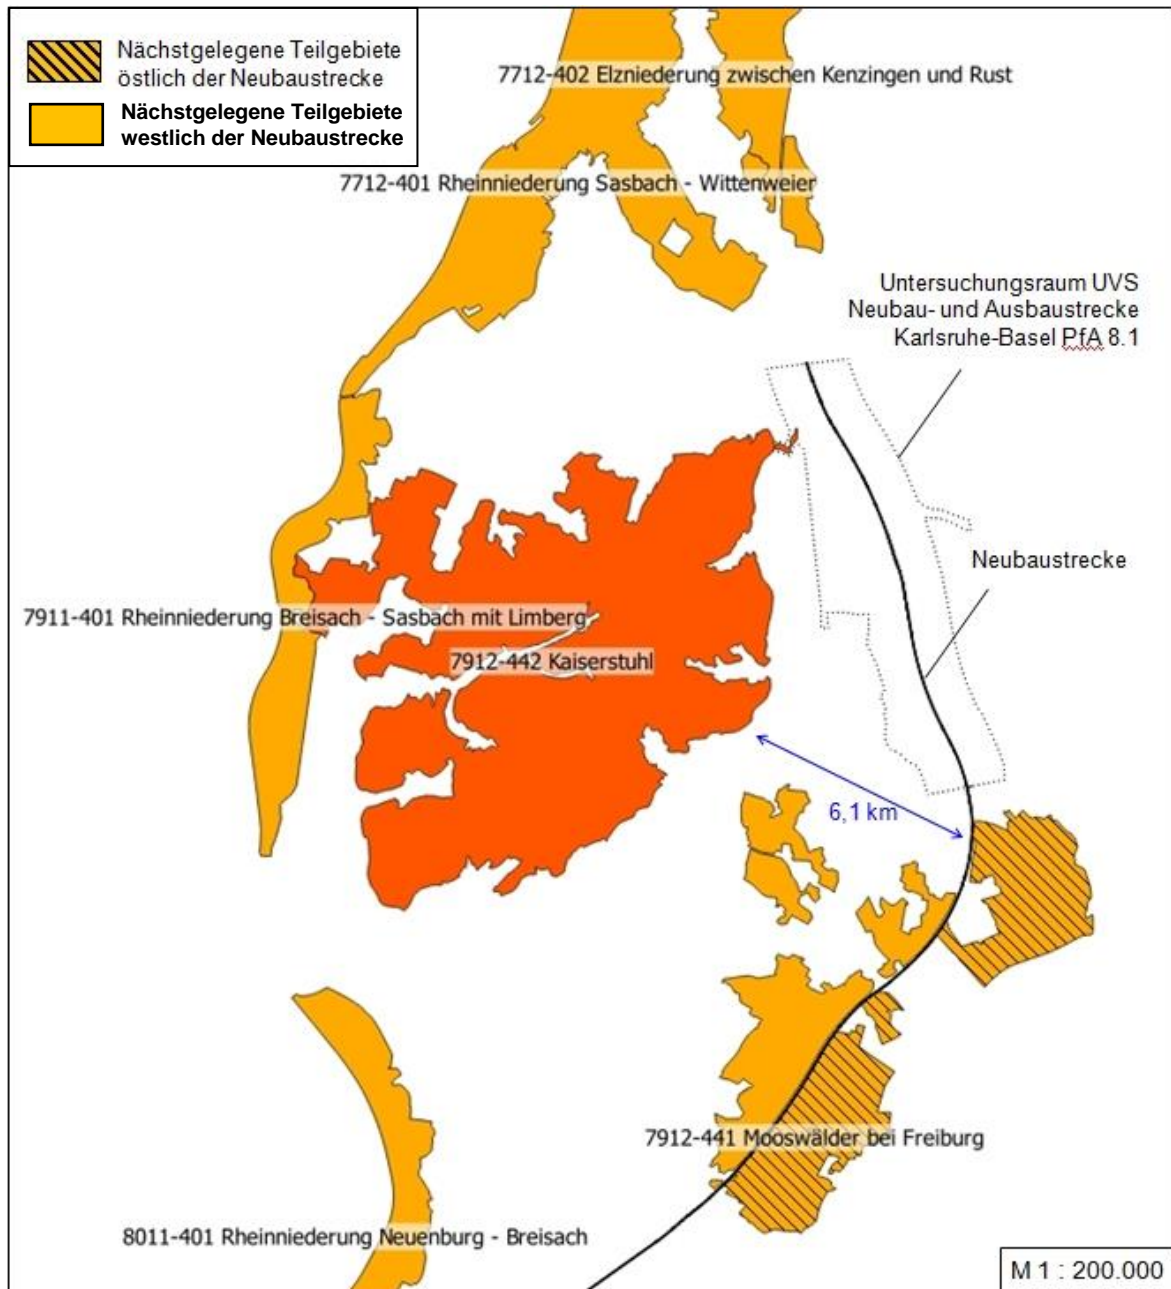 Nächstgelegene Teilgebiete
östlich der Neubaustrecke
Nächstgelegene Teilgebiete
westlich der Neubaustrecke
7712-402 Elzniederung zwischen Kenzingen und Rust
7712-401 Rheinniederung Sasbach - Wittenweier
Untersuchungsraum UVS
Neubau- und Ausbaustrecke
Karlsruhe-Basel PfA 8.1
Neubaustrecke
7911-401 Rheinniederung Breisach - Sasbach mit Limberg
7912-442 Kaiserstuhl
6,1 km
7912-441 Mooswälder bei Freiburg
8011-401 Rheinniederung Neuenburg - Breisach
M 1 : 200.000